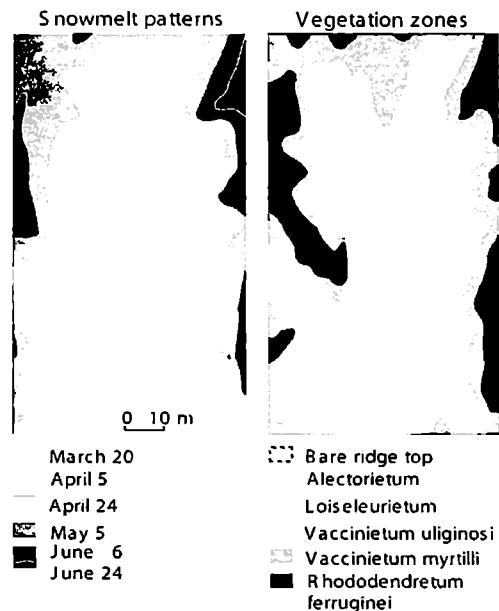 Snowmelt patterns
Vegetation zones
0 10 m
March 20
April 5
April 24
May 5
June 6
June 24
Bare ridge top
Alectorietum
Loiseleurietum
Vaccinietum uliginosi
Vaccinietum myrtilli
Rhododendretum
ferruginei